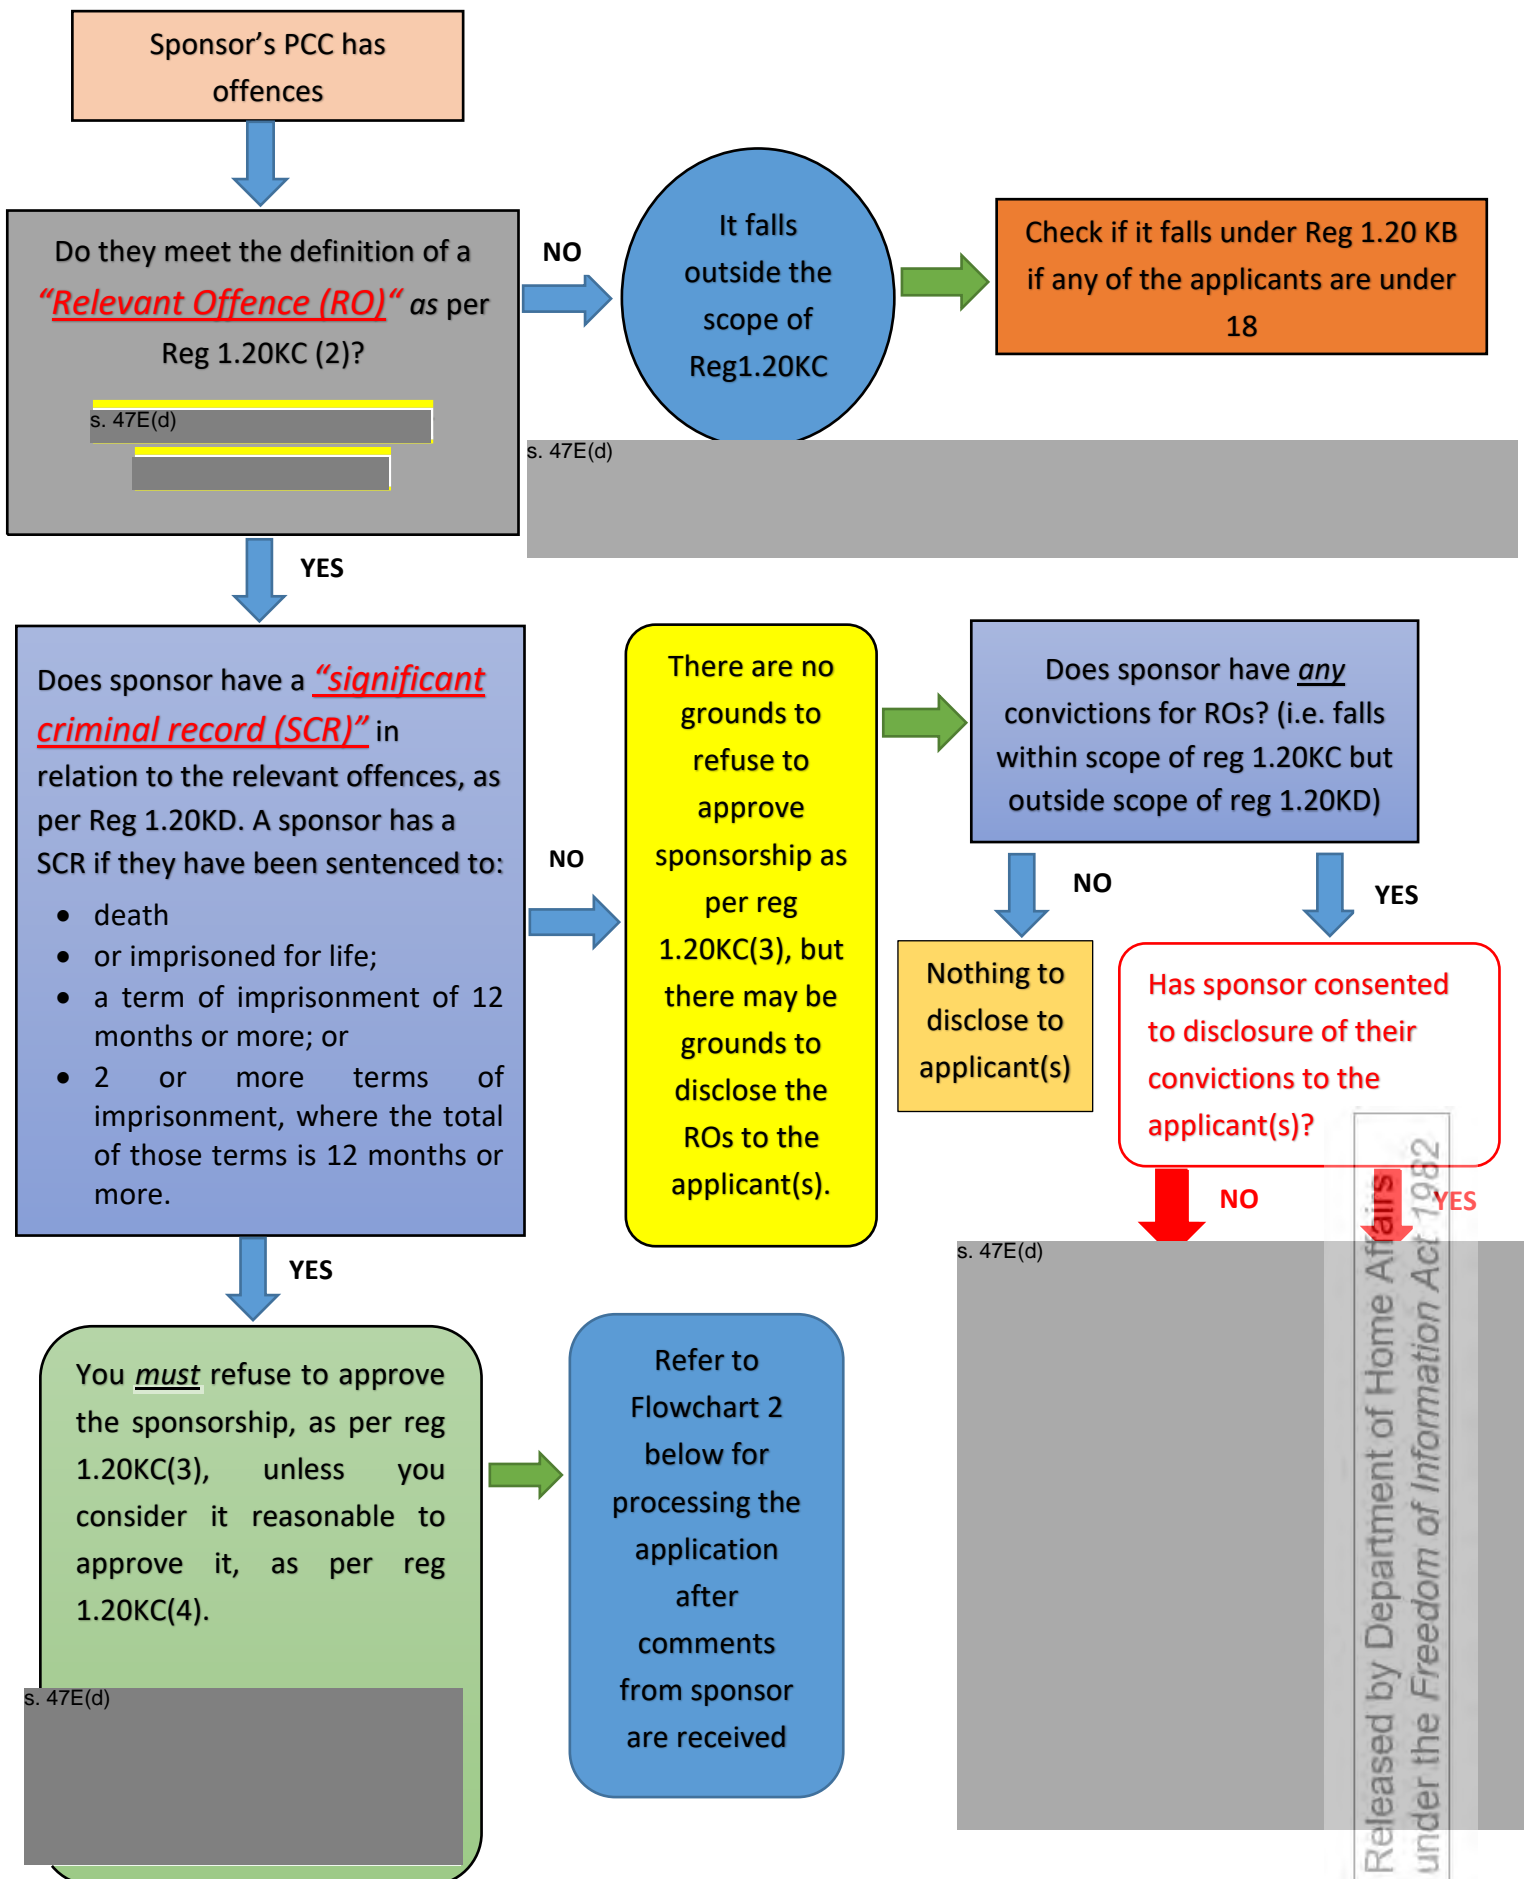 Sponsor’s PCC has
offences
Do they meet the definition of a
“Relevant Offence (RO)“ as per
Reg 1.20KC (2)?
s. 47E(d)
NO
It falls
outside the
scope of
Reg1.20KC
Check if it falls under Reg 1.20 KB
if any of the applicants are under
18
s. 47E(d)
YES
Does sponsor have a “significant
criminal record (SCR)” in
relation to the relevant offences, as
per Reg 1.20KD. A sponsor has a
SCR if they have been sentenced to:
• death
• or imprisoned for life;
• a term of imprisonment of 12
months or more; or
• 2 or more terms of
imprisonment, where the total
of those terms is 12 months or
more.
NO
There are no
grounds to
refuse to
approve
sponsorship as
per reg
1.20KC(3), but
there may be
grounds to
disclose the
ROs to the
applicant(s).
Does sponsor have any
convictions for ROs? (i.e. falls
within scope of reg 1.20KC but
outside scope of reg 1.20KD)
NO
YES
Nothing to
disclose to
applicant(s)
Has sponsor consented
to disclosure of their
convictions to the
applicant(s)?
NO
YES
s. 47E(d)
YES
You must refuse to approve
the sponsorship, as per reg
1.20KC(3), unless you
consider it reasonable to
approve it, as per reg
1.20KC(4).
s. 47E(d)
Refer to
Flowchart 2
below for
processing the
application
after
comments
from sponsor
are received
Released by Department of Home Affairs
under the Freedom of Information Act 1982